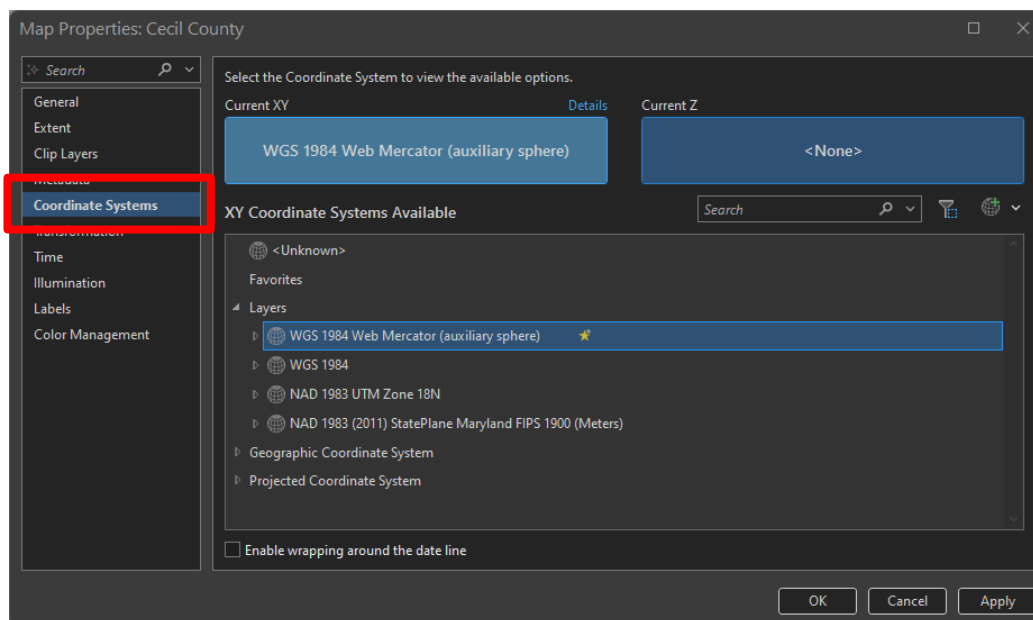 Map Properties: Cecil County
Search
General
Extent
Clip Layers
Metadata
Coordinate Systems
Transformation
Time
Illumination
Labels
Color Management
Select the Coordinate System to view the available options.
Current XY Details Current Z
WGS 1984 Web Mercator (auxiliary sphere) <None>
XY Coordinate Systems Available Search
<Unknown>
Favorites
Layers
WGS 1984 Web Mercator (auxiliary sphere)
WGS 1984
NAD 1983 UTM Zone 18N
NAD 1983 (2011) StatePlane Maryland FIPS 1900 (Meters)
Geographic Coordinate System
Projected Coordinate System
Enable wrapping around the date line
OK Cancel Apply